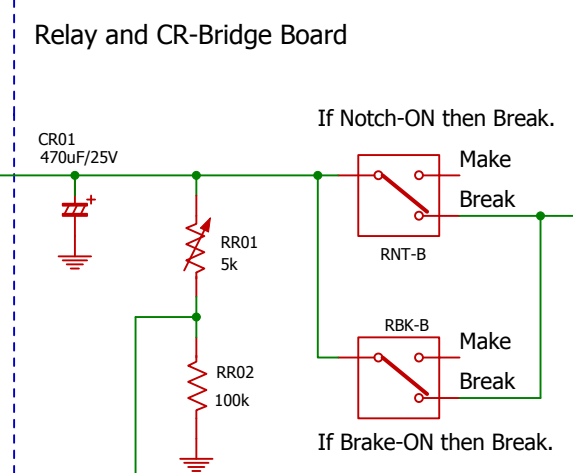 Relay and CR-Bridge Board
If Notch-ON then Break.
CR01
470uF/25V
Make
Break
RR01
5k
RNT-B
RBK-B
Make
RR02
100k
Break
If Brake-ON then Break.